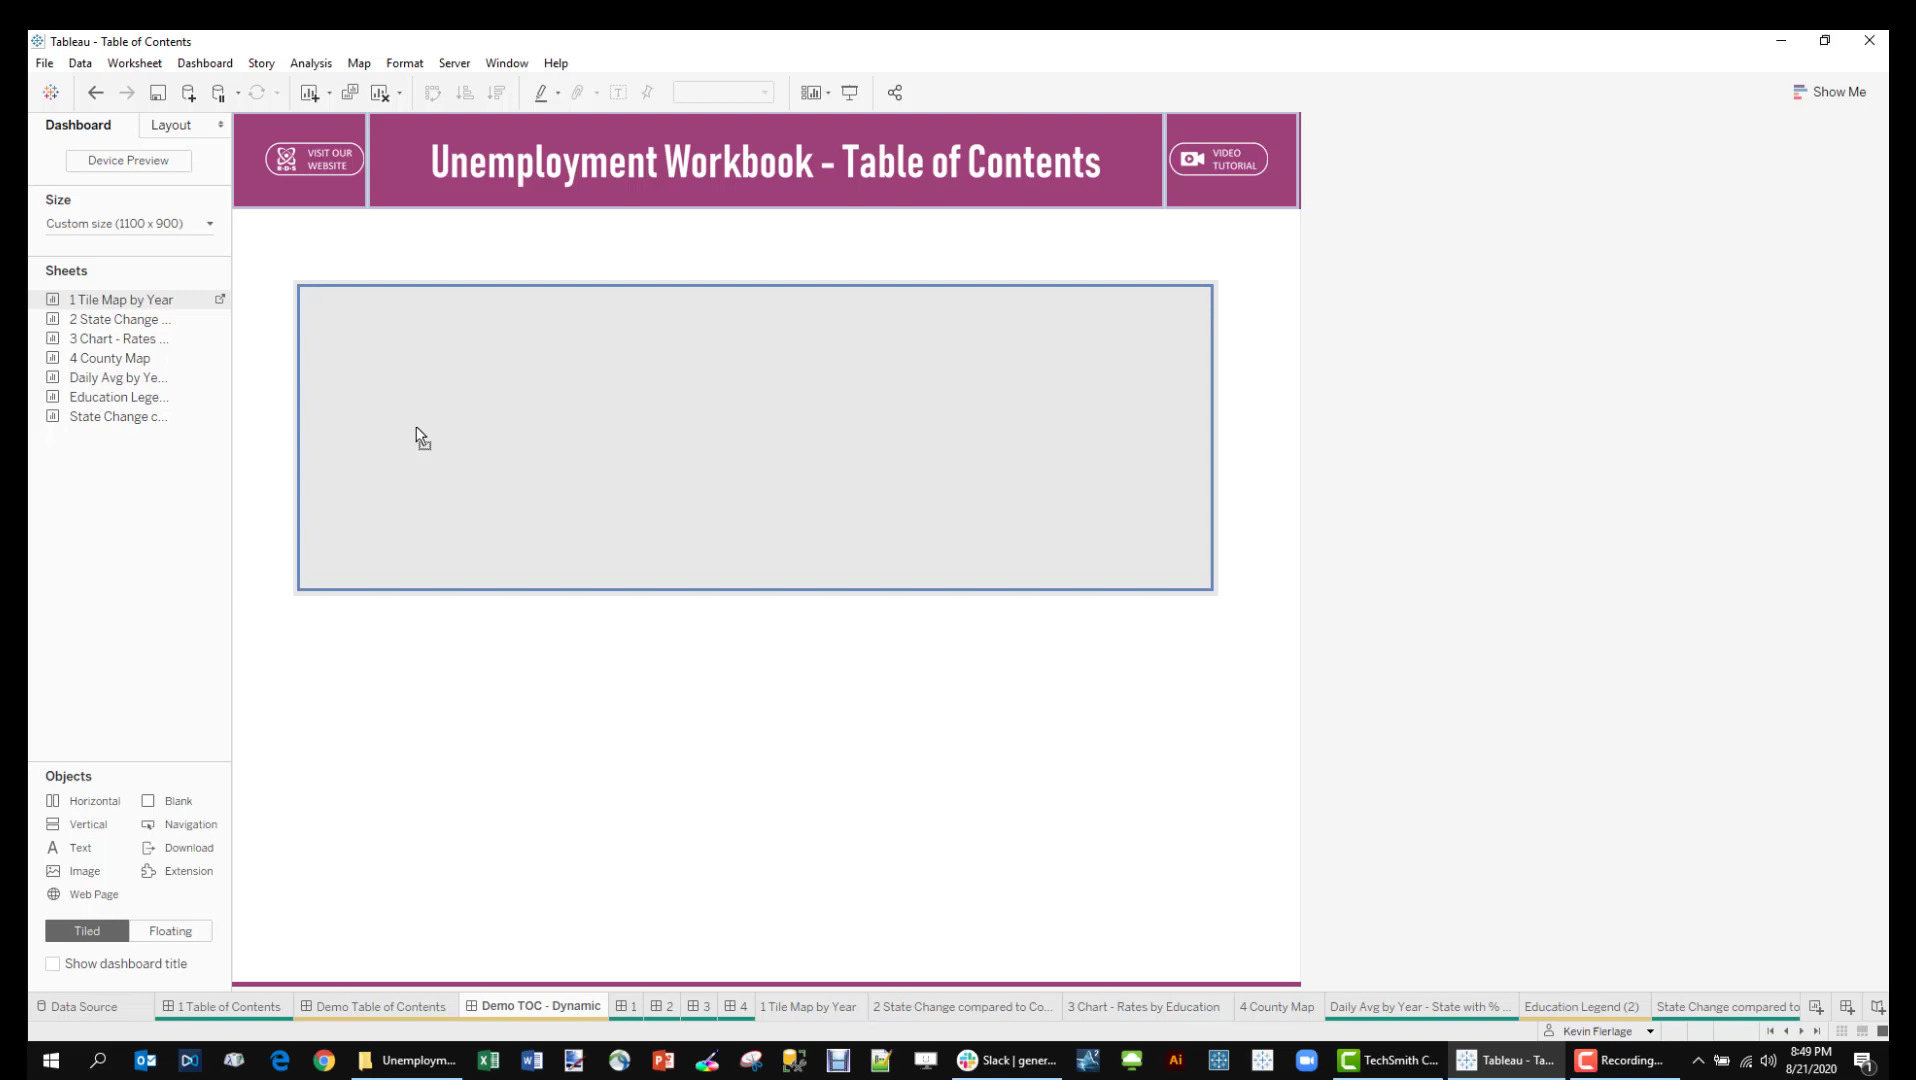 Tableau - Table of Contents
File Data Worksheet Dashboard Story Analysis Map Format Server Window Help
Show Me
Dashboard Layout
Device Preview
Size
Custom size (1100 x 900)
Sheets
1 Tile Map by Year
2 State Change ...
3 Chart - Rates ...
4 County Map
Daily Avg by Ye...
Education Lege...
State Change c...
VISIT OUR
WEBSITE
Unemployment Workbook - Table of Contents
VIDEO
TUTORIAL
Objects
Horizontal Blank
Vertical Navigation
Text Download
Image Extension
Web Page
Tiled Floating
Show dashboard title
Data Source 1 Table of Contents Demo Table of Contents Demo TOC - Dynamic 1 2 3 4 1 Tile Map by Year 2 State Change compared to Co... 3 Chart - Rates by Education 4 County Map Daily Avg by Year - State with % ... Education Legend (2) State Change compared to
Kevin Flerlage
Unemploym... Slack | gener... TechSmith C... Tableau - Ta... Recording...
8:49 PM
8/21/2020